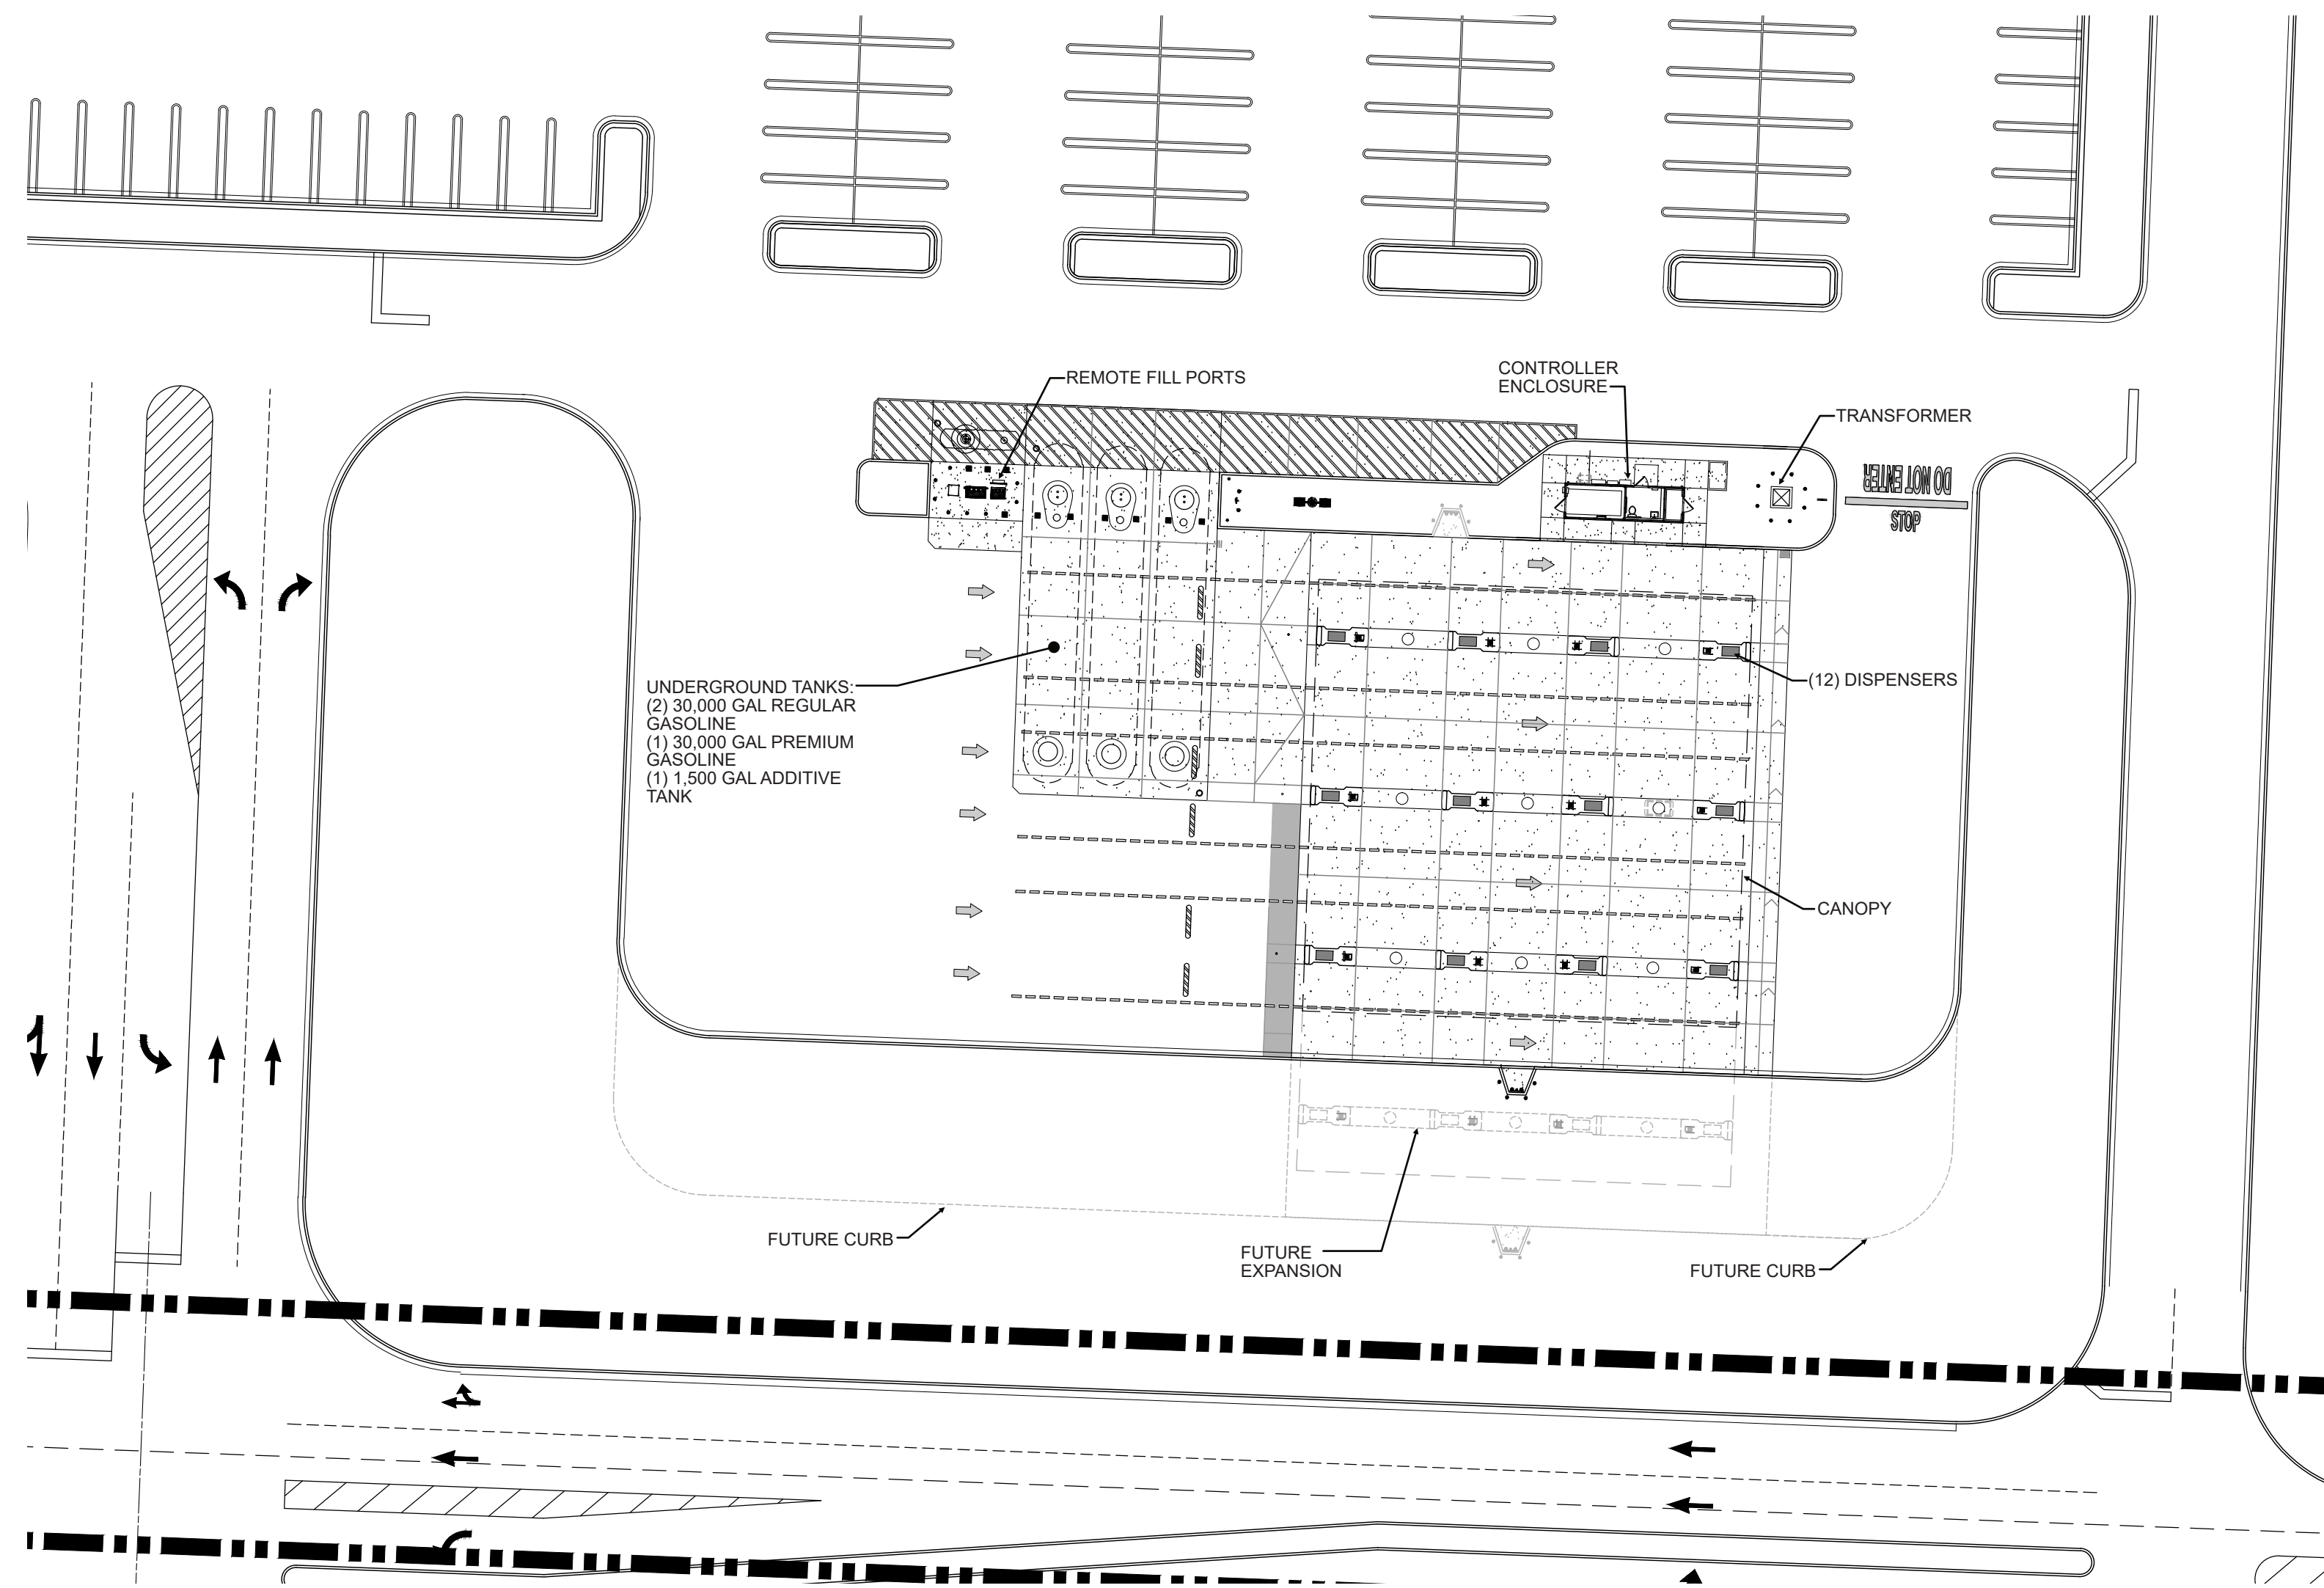 REMOTE FILL PORTS
CONTROLLER
ENCLOSURE
TRANSFORMER
DO NOT ENTER
STOP
UNDERGROUND TANKS:
(2) 30,000 GAL REGULAR
GASOLINE
(1) 30,000 GAL PREMIUM
GASOLINE
(1) 1,500 GAL ADDITIVE
TANK
(12) DISPENSERS
CANOPY
FUTURE CURB
FUTURE
EXPANSION
FUTURE CURB